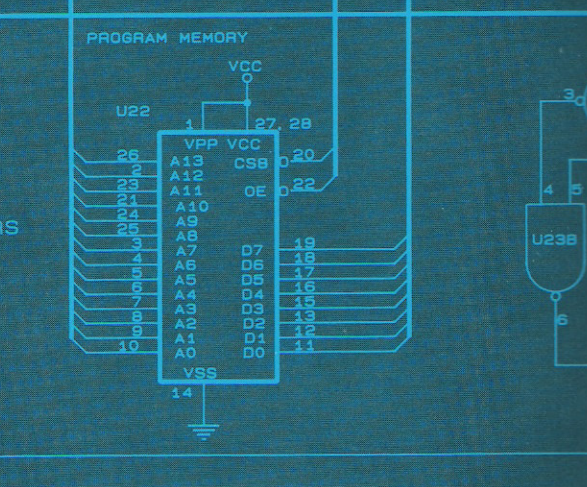 PROGRAM MEMORY
VCC
U22
1 27, 28
VPP VCC
26 A13 CSB 20
2 A12
23 A11 OE 22
21 A10
24 A9
25 A8
3 A7 D7 19
4 A6 D6 18
5 A5 D5 17
6 A4 D4 16
7 A3 D3 15
8 A2 D2 13
9 A1 D1 12
10 A0 D0 11
VSS
14
3
4 5
U23B
6